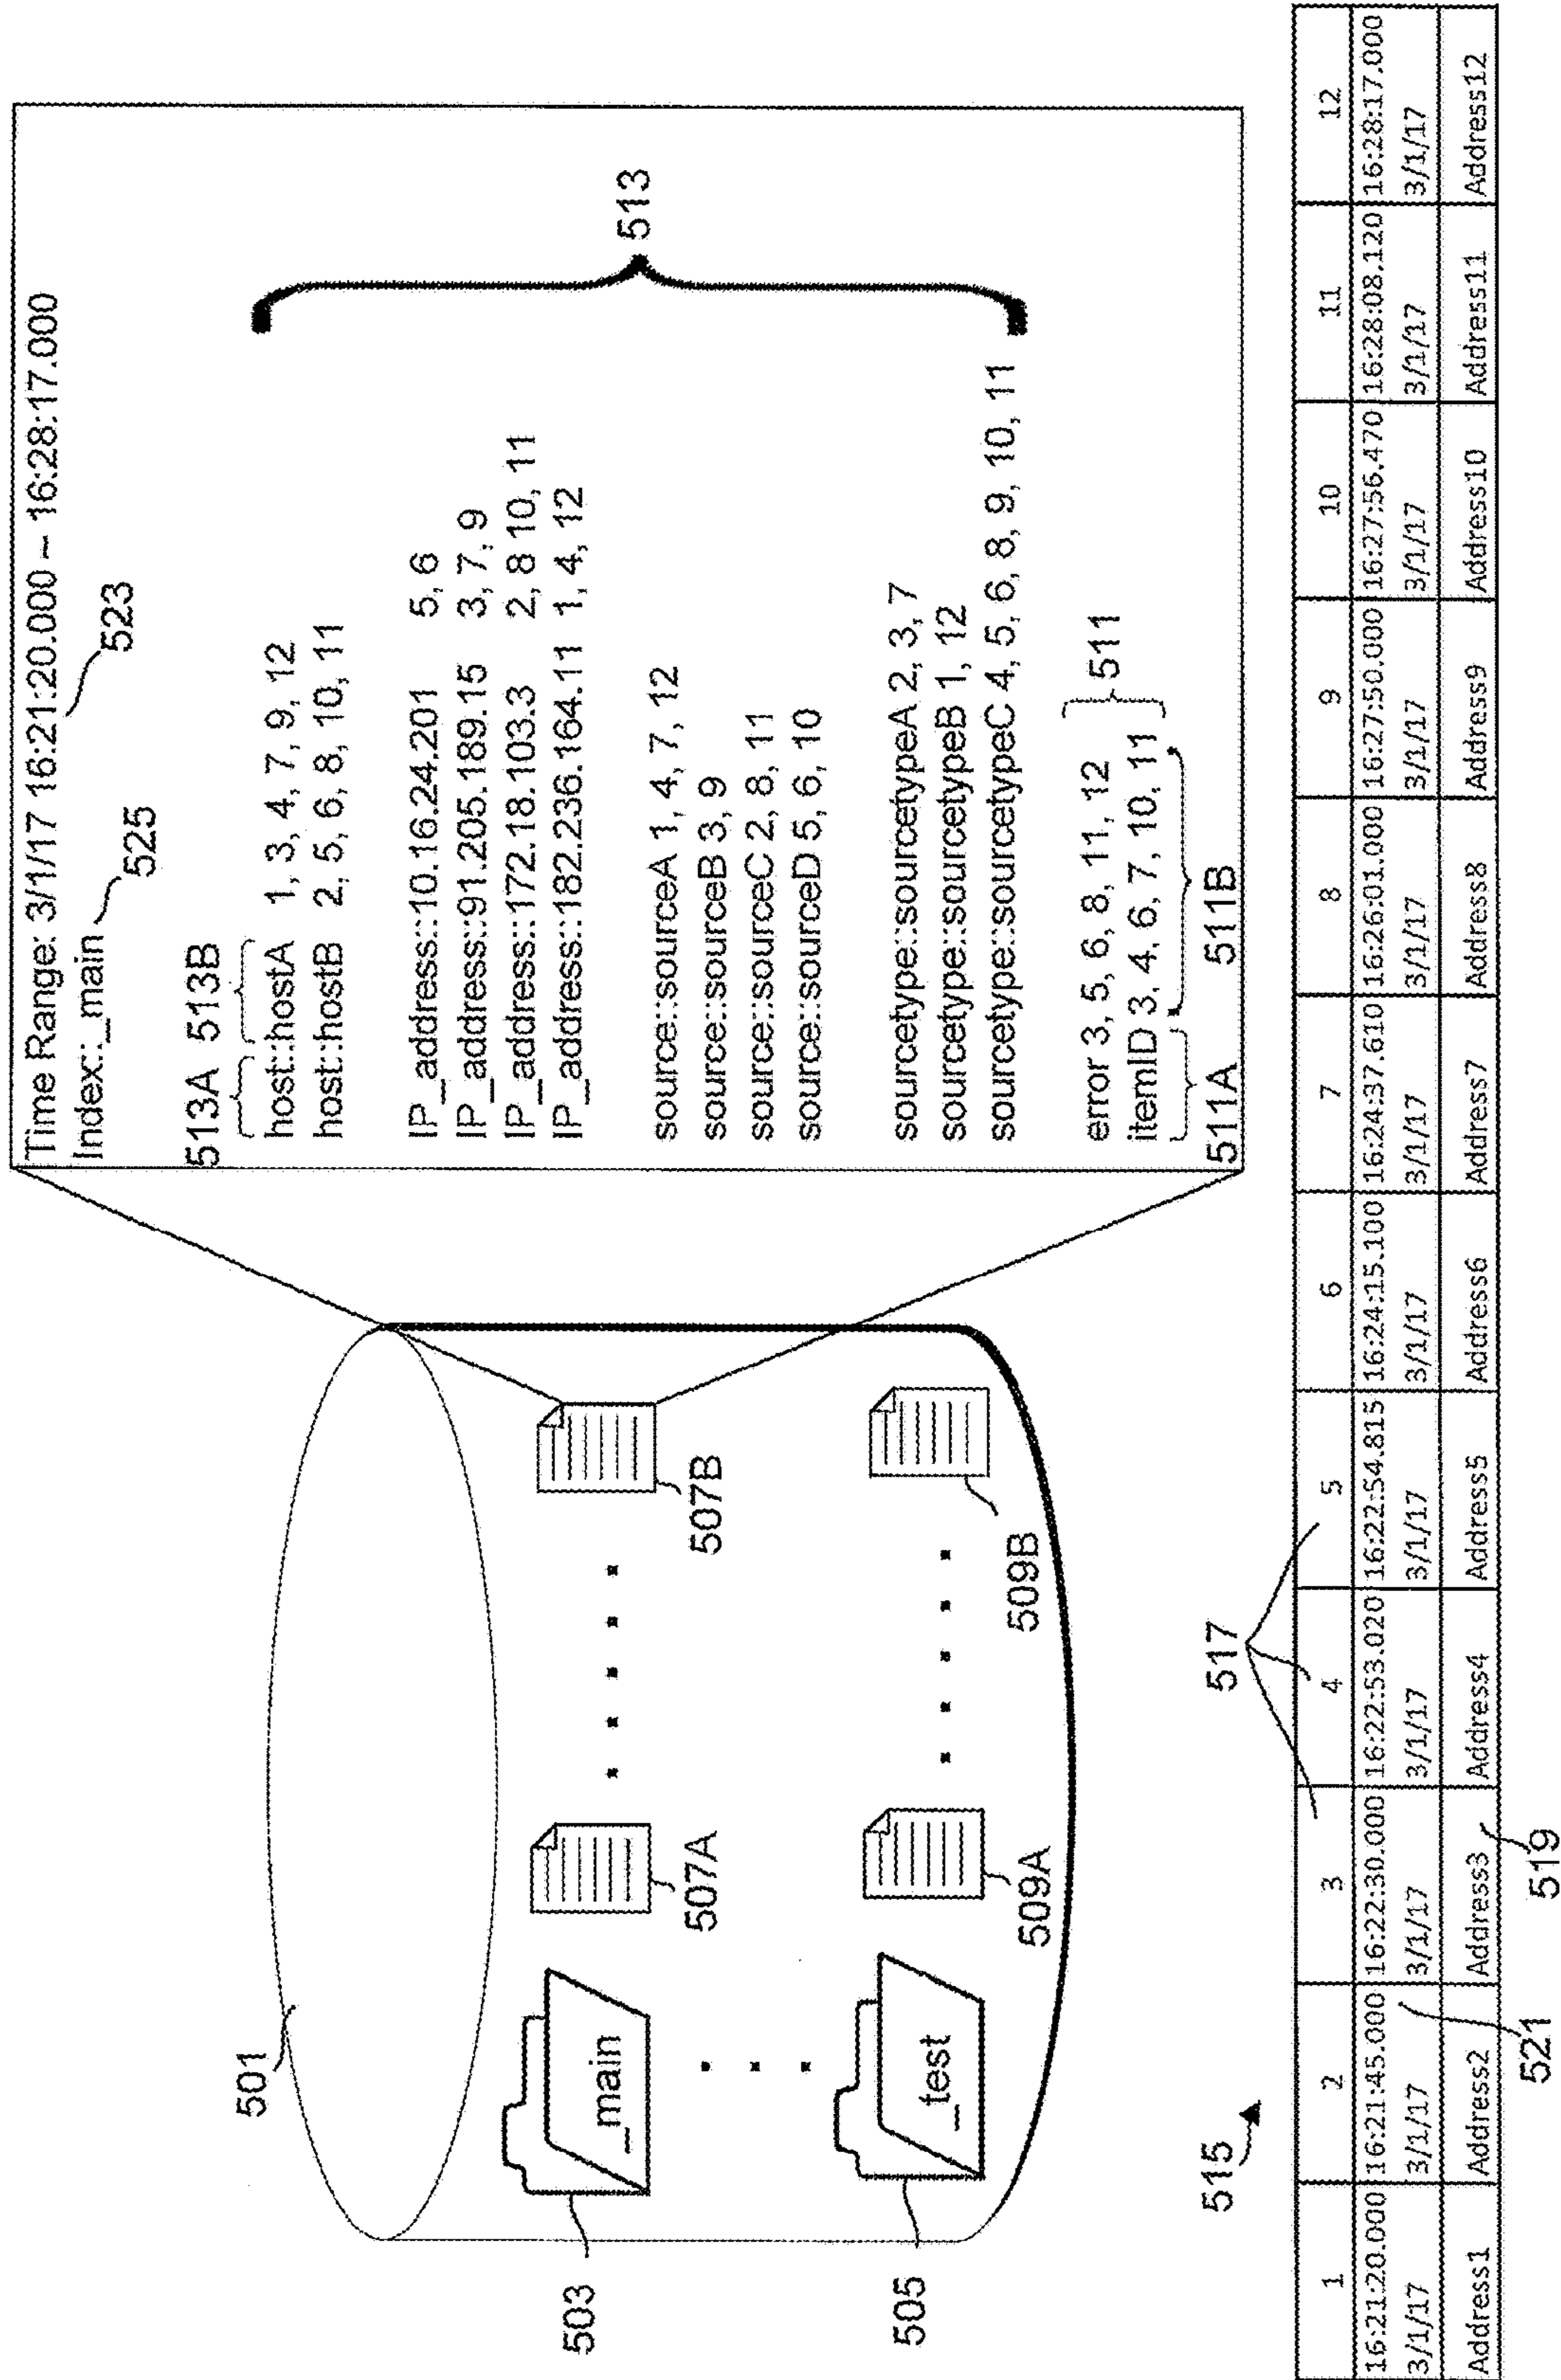 Time Range: 3/1/17 16:21:20.000 – 16:28:17.000
Index::_main
523
525
513A 513B
host::hostA 1, 3, 4, 7, 9, 12
host::hostB 2, 5, 6, 8, 10, 11
IP_address::10.16.24.201 5, 6
IP_address::91.205.189.15 3, 7, 9
IP_address::172.18.103.3 2, 8 10, 11
IP_address::182.236.164.11 1, 4, 12
513
source::sourceA 1, 4, 7, 12
source::sourceB 3, 9
source::sourceC 2, 8, 11
source::sourceD 5, 6, 10
sourcetype::sourcetypeA 2, 3, 7
sourcetype::sourcetypeB 1, 12
sourcetype::sourcetypeC 4, 5, 6, 8, 9, 10, 11
error 3, 5, 6, 8, 11, 12
itemID 3, 4, 6, 7, 10, 11
511
511A 511B
501
_main
503
507A
507B
_test
505
509A
509B
515
517
1 2 3 4 5 6 7 8 9 10 11 12
16:21:20.000 16:21:45.000 16:22:30.000 16:22:53.020 16:22:54.815 16:24:15.100 16:24:37.610 16:26:01.000 16:27:50.000 16:27:56.470 16:28:08.120 16:28:17.000
3/1/17 3/1/17 3/1/17 3/1/17 3/1/17 3/1/17 3/1/17 3/1/17 3/1/17 3/1/17 3/1/17 3/1/17
Address1 Address2 Address3 Address4 Address5 Address6 Address7 Address8 Address9 Address10 Address11 Address12
521
519